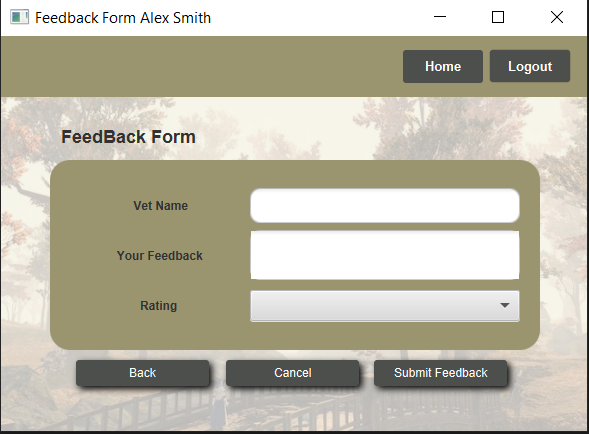 Feedback Form Alex Smith
Home Logout
FeedBack Form
Vet Name
Your Feedback
Rating
Back Cancel Submit Feedback